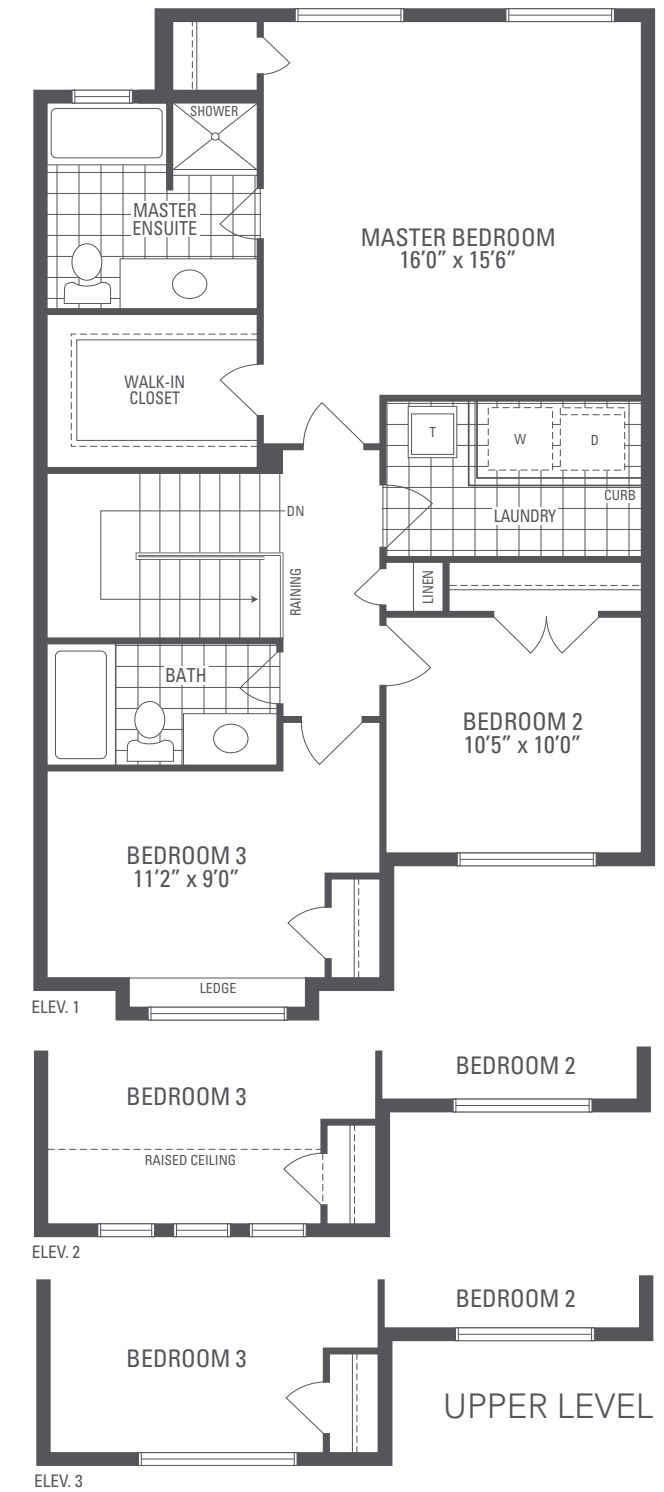 SHOWER
MASTER
ENSUITE
MASTER BEDROOM
16'0" x 15'6"
WALK-IN
CLOSET
T
W
D
CURB
LAUNDRY
DN
RAINING
LINEN
BATH
BEDROOM 2
10'5" x 10'0"
BEDROOM 3
11'2" x 9'0"
LEDGE
ELEV. 1
BEDROOM 2
BEDROOM 3
RAISED CEILING
ELEV. 2
BEDROOM 2
BEDROOM 3
UPPER LEVEL
ELEV. 3